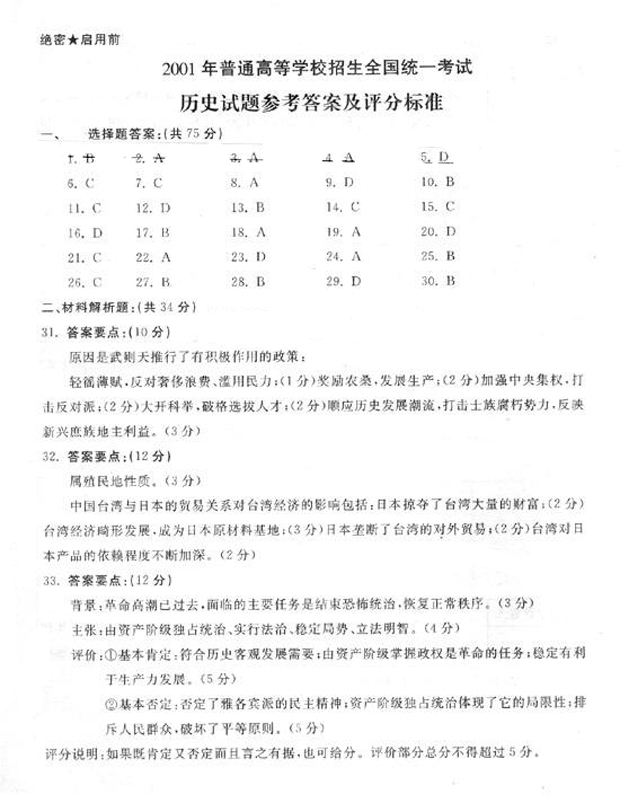 绝密★启用前
2001年普通高等学校招生全国统一考试
历史试题参考答案及评分标准
一、 选择题答案:(共75分)
1. B 2. A 3. A 4 A 5. D
6. C 7. C 8. A 9. D 10. B
11. C 12. D 13. B 14. C 15. C
16. D 17. B 18. A 19. A 20. D
21. C 22. A 23. D 24. A 25. B
26. C 27. B 28. B 29. D 30. B
二、材料解析题:(共34分)
31. 答案要点:(10分)
原因是武则天推行了有积极作用的政策:
轻徭薄赋,反对奢侈浪费、滥用民力;(1分)奖励农桑,发展生产;(2分)加强中央集权,打
击反对派;(2分)大开科举,破格选拔人才;(2分)顺应历史发展潮流,打击士族腐朽势力,反映
新兴庶族地主利益。(3分)
32. 答案要点:(12分)
属殖民地性质。(3分)
中国台湾与日本的贸易关系对台湾经济的影响包括:日本掠夺了台湾大量的财富;(2分)
台湾经济畸形发展,成为日本原材料基地;(3分)日本垄断了台湾的对外贸易;(2分)台湾对日
本产品的依赖程度不断加深。(2分)
33. 答案要点:(12分)
背景:革命高潮已过去,面临的主要任务是结束恐怖统治,恢复正常秩序。(3分)
主张:由资产阶级独占统治、实行法治、稳定局势、立法明智。(4分)
评价:①基本肯定:符合历史客观发展需要;由资产阶级掌握政权是革命的任务;稳定有利
于生产力发展。(5分)
②基本否定:否定了雅各宾派的民主精神;资产阶级独占统治体现了它的局限性;排
斥人民群众,破坏了平等原则。(5分)
评分说明:如果既肯定又否定而且言之有据,也可给分。评价部分总分不得超过5分。